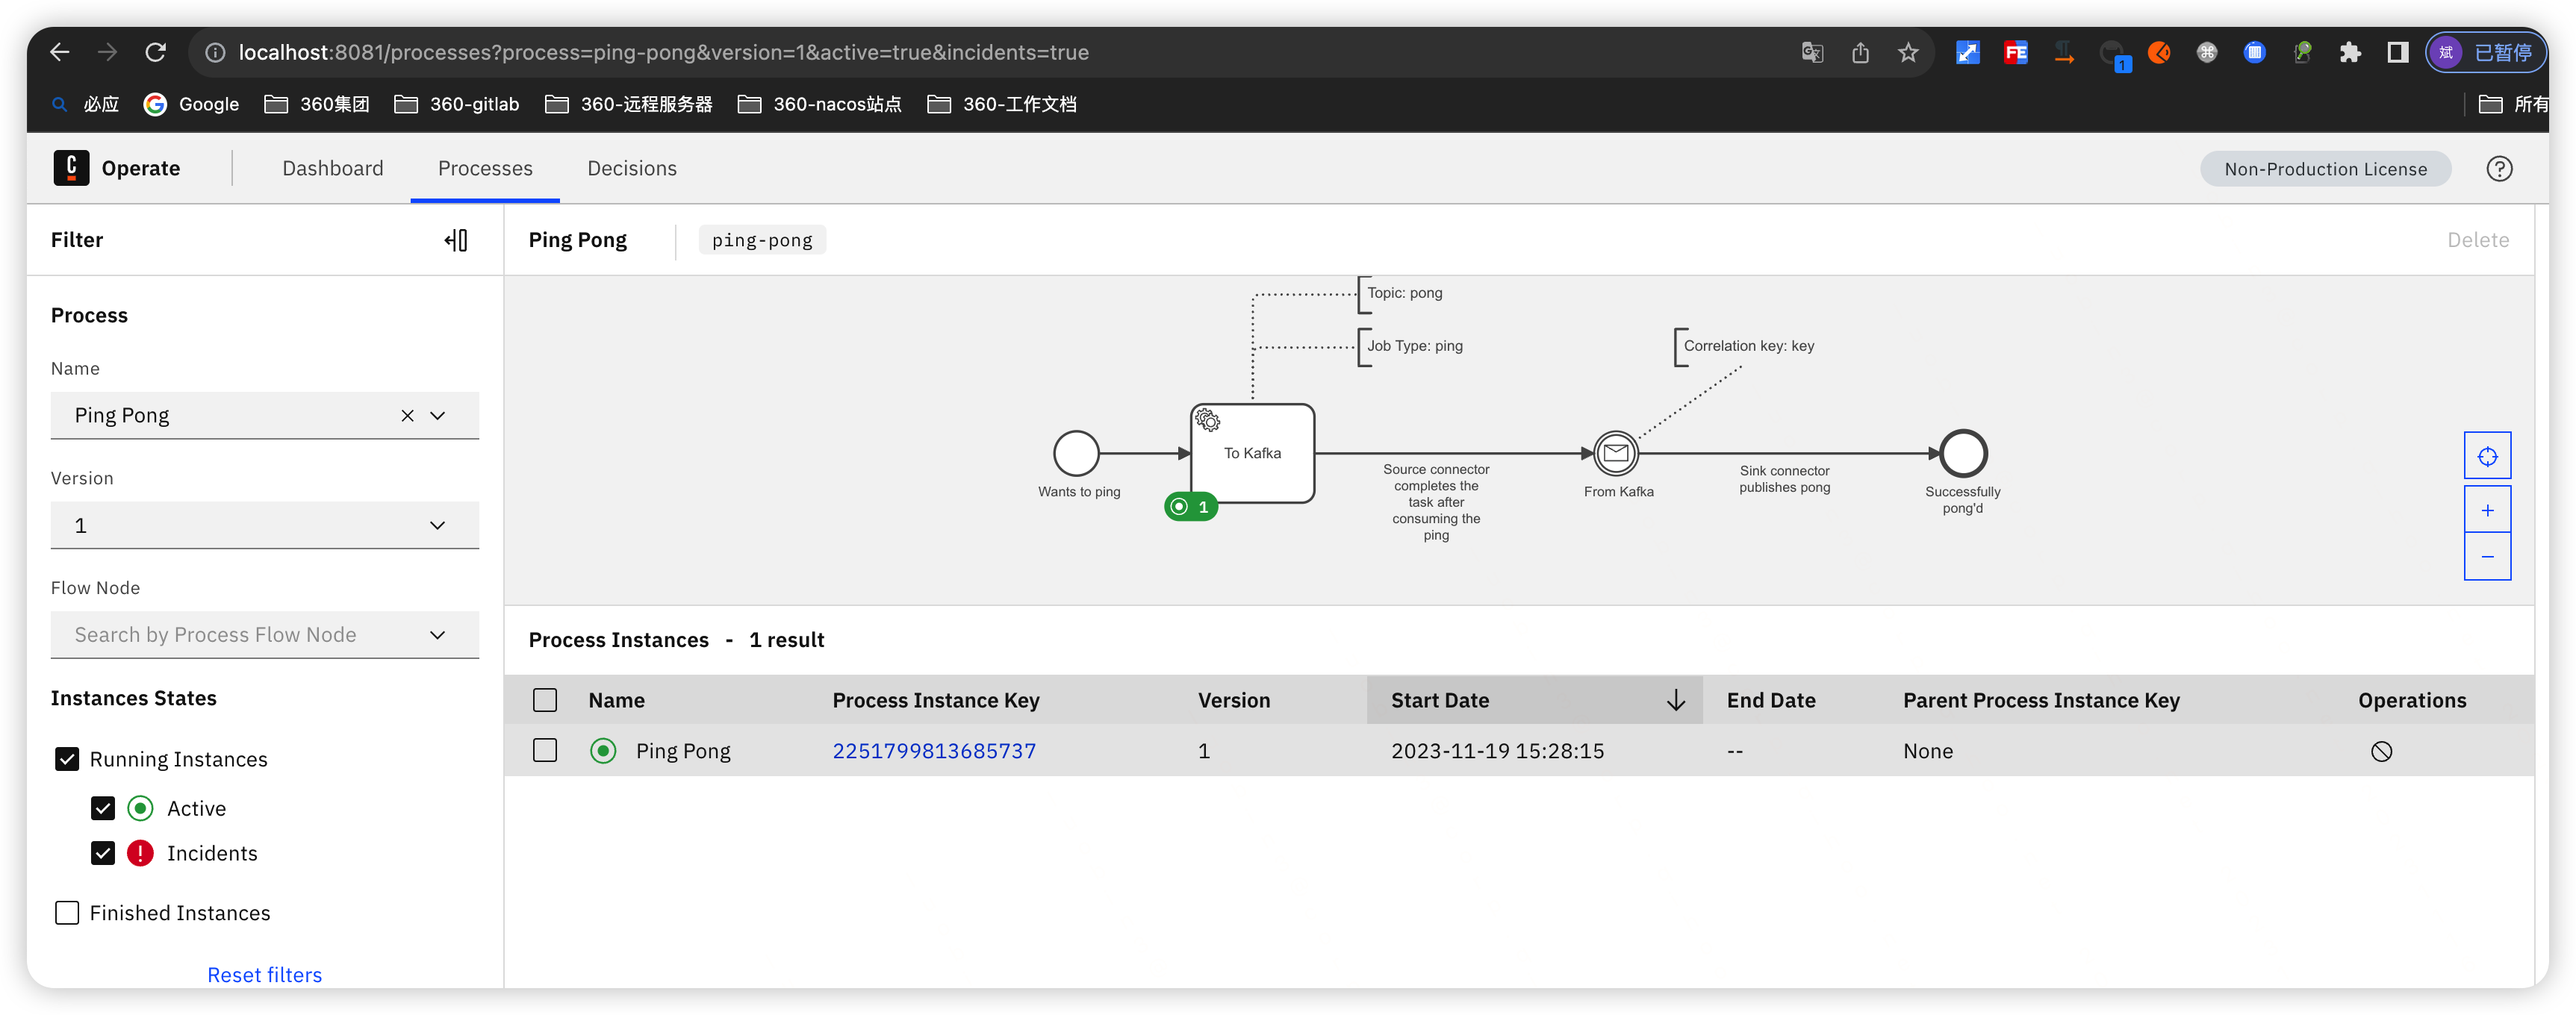 localhost:8081/processes?process=ping-pong&version=1&active=true&incidents=true
FE
1
斌
已暂停
必应
Google
360集团
360-gitlab
360-远程服务器
360-nacos站点
360-工作文档
所有
C
Operate
Dashboard
Processes
Decisions
Non-Production License
Filter
Ping Pong
ping-pong
Delete
Process
Name
Ping Pong
Version
1
Flow Node
Search by Process Flow Node
Instances States
Running Instances
Active
Incidents
Finished Instances
Reset filters
Topic: pong
Job Type: ping
Correlation key: key
Wants to ping
To Kafka
1
Source connector
completes the
task after
consuming the
ping
From Kafka
Sink connector
publishes pong
Successfully
pong'd
Process Instances - 1 result
Name Process Instance Key Version Start Date End Date Parent Process Instance Key Operations
Ping Pong 2251799813685737 1 2023-11-19 15:28:15 -- None